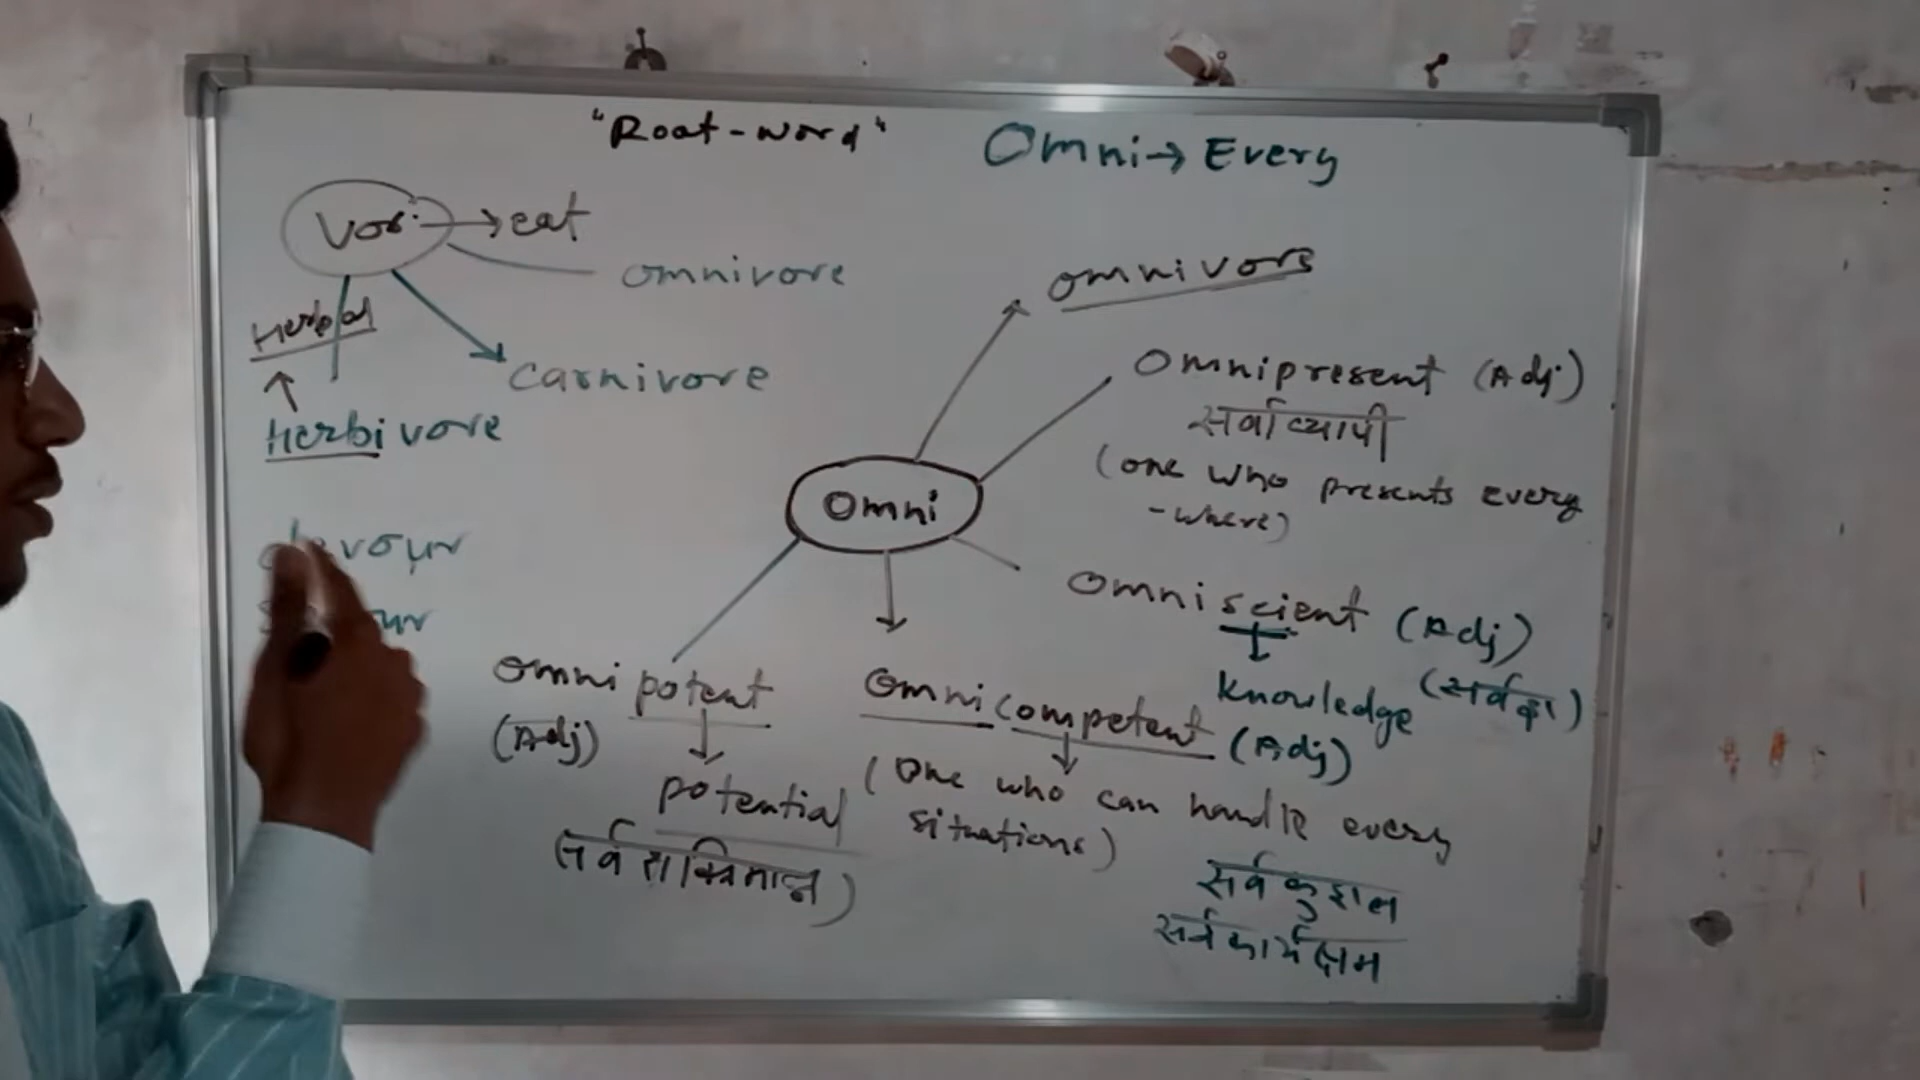 "Root-word"
Omni→ Every
Vor → eat
omnivore
Herbal
carnivore
Herbivore
devour
omnivors
Omnipresent (Adj)
सर्वाव्यापी
(one who presents every
-where)
Omni
Omniscient (Adj)
Knowledge (सर्वज्ञ)
Omnipotent
(Adj)
potential
(सर्वशक्तिमान)
Omnicompetent (Adj)
(One who can handle every
situations)
सर्वकुशल
सर्वकार्यक्षम